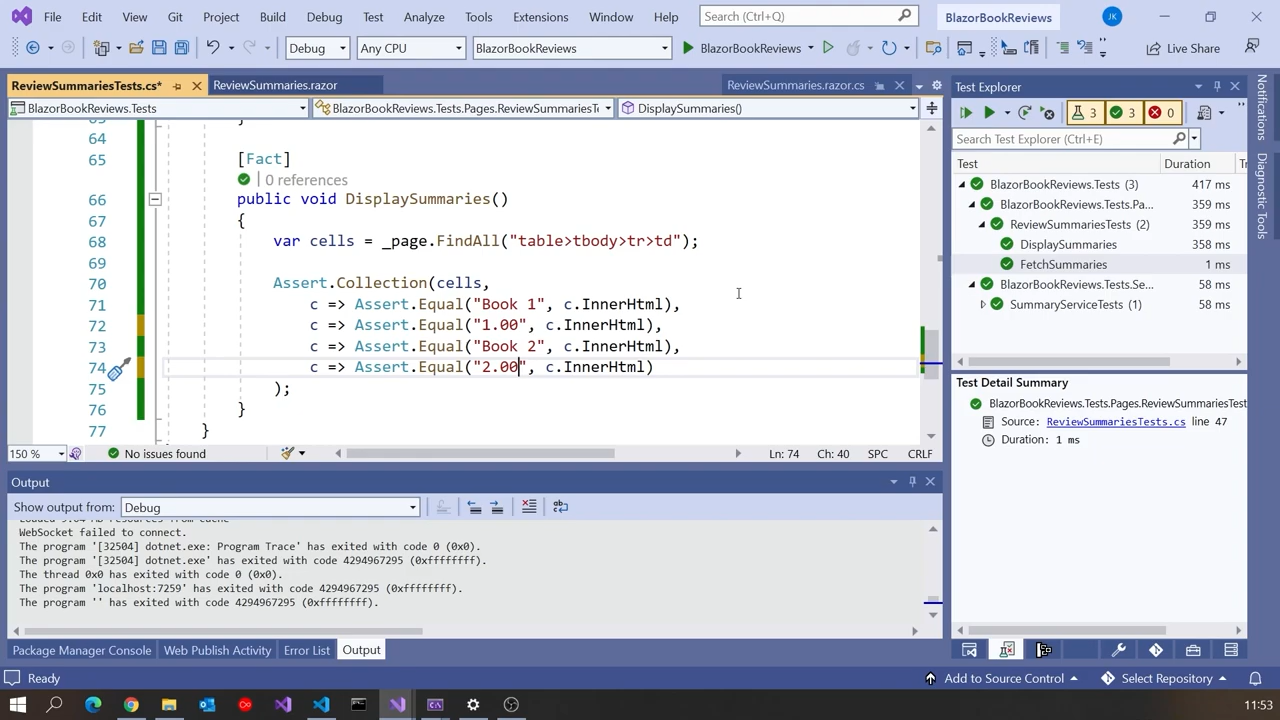 File Edit View Git Project Build Debug Test Analyze Tools Extensions Window Help Search (Ctrl+Q) BlazorBookReviews JK
Debug Any CPU BlazorBookReviews BlazorBookReviews Live Share
ReviewSummariesTests.cs* ReviewSummaries.razor ReviewSummaries.razor.cs
BlazorBookReviews.Tests BlazorBookReviews.Tests.Pages.ReviewSummariesT DisplaySummaries()
64
65 [Fact]
0 references
66 public void DisplaySummaries()
67 {
68 var cells = _page.FindAll("table>tbody>tr>td");
69
70 Assert.Collection(cells,
71 c => Assert.Equal("Book 1", c.InnerHtml),
72 c => Assert.Equal("1.00", c.InnerHtml),
73 c => Assert.Equal("Book 2", c.InnerHtml),
74 c => Assert.Equal("2.00", c.InnerHtml)
75 );
76 }
77 }
150 % No issues found Ln: 74 Ch: 40 SPC CRLF
Output
Show output from: Debug
WebSocket failed to connect.
The program '[32504] dotnet.exe: Program Trace' has exited with code 0 (0x0).
The program '[32504] dotnet.exe' has exited with code 4294967295 (0xffffffff).
The thread 0x0 has exited with code 0 (0x0).
The program 'localhost:7259' has exited with code 4294967295 (0xffffffff).
The program '' has exited with code 4294967295 (0xffffffff).
Package Manager Console Web Publish Activity Error List Output
Test Explorer
3 3 0
Search Test Explorer (Ctrl+E)
Test Duration Tr
BlazorBookReviews.Tests (3) 417 ms
BlazorBookReviews.Tests.Pa... 359 ms
ReviewSummariesTests (2) 359 ms
DisplaySummaries 358 ms
FetchSummaries 1 ms
BlazorBookReviews.Tests.Se... 58 ms
SummaryServiceTests (1) 58 ms
Test Detail Summary
BlazorBookReviews.Tests.Pages.ReviewSummariesTest
Source: ReviewSummariesTests.cs line 47
Duration: 1 ms
Notifications
Diagnostic Tools
Ready Add to Source Control Select Repository
11:53